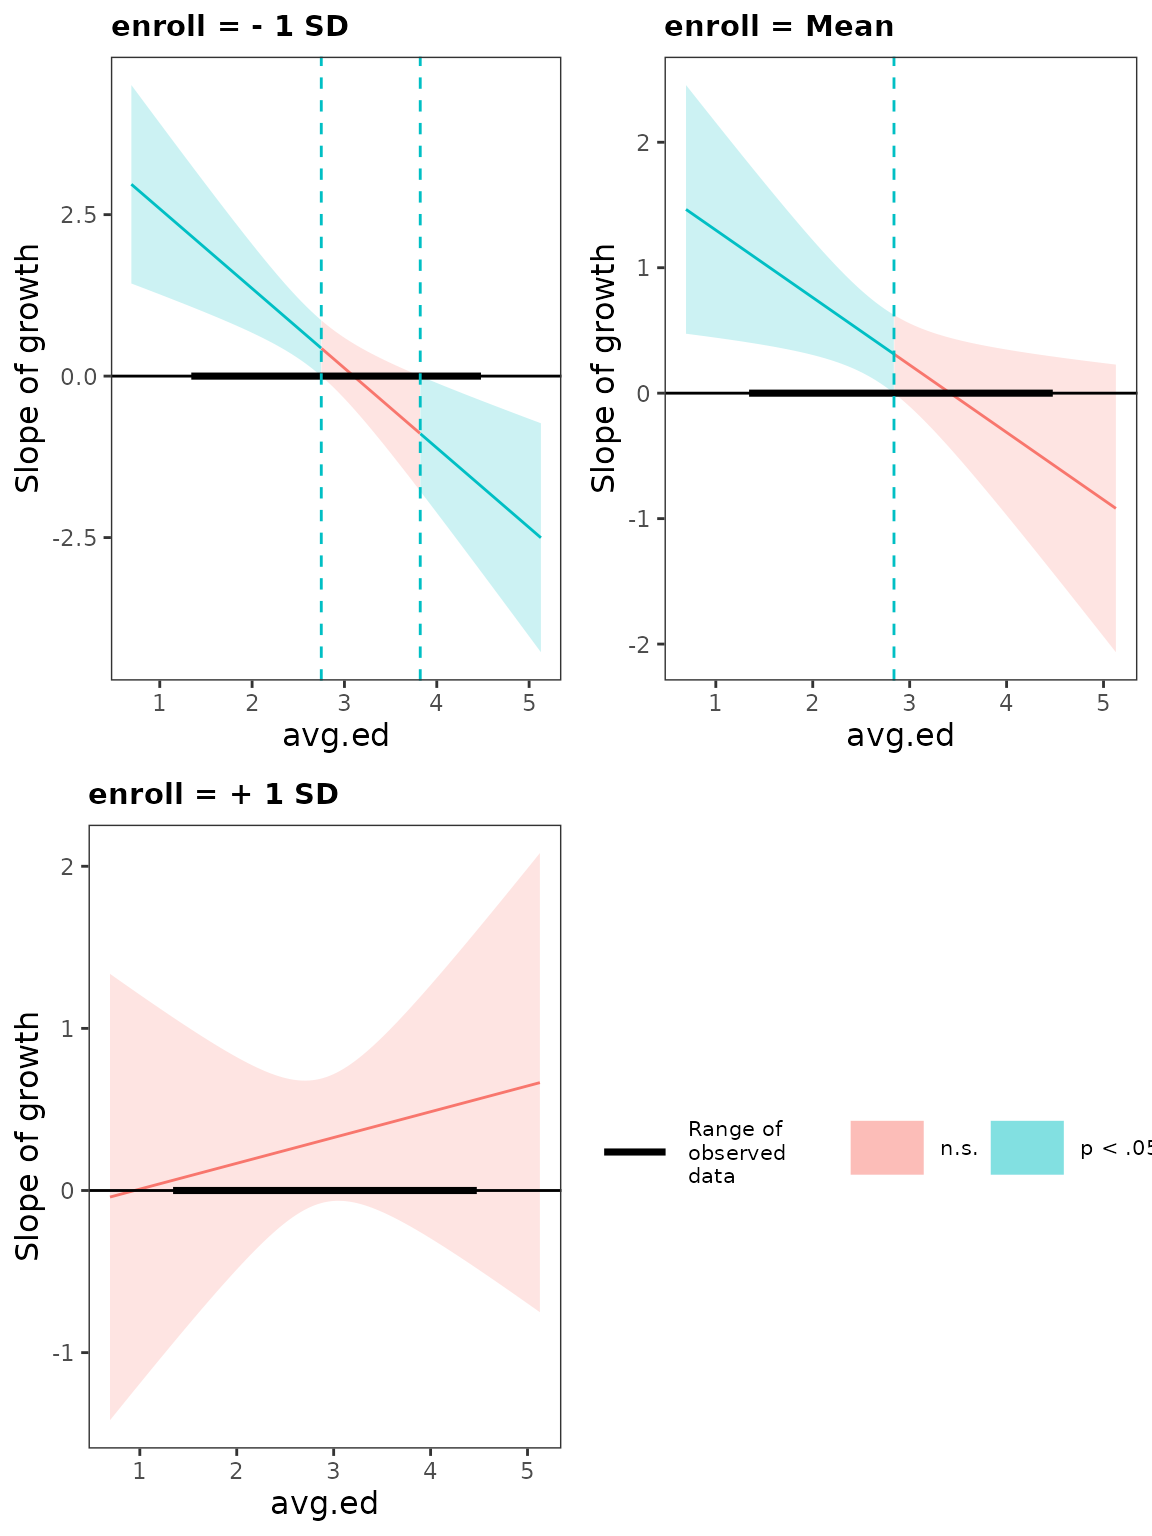 enroll = - 1 SD
Slope of growth
2.5
0.0
-2.5
1 2 3 4 5
avg.ed
enroll = Mean
Slope of growth
2
1
0
-1
-2
1 2 3 4 5
avg.ed
enroll = + 1 SD
Slope of growth
2
1
0
-1
1 2 3 4 5
avg.ed
Range of
observed
data
n.s.
p < .05